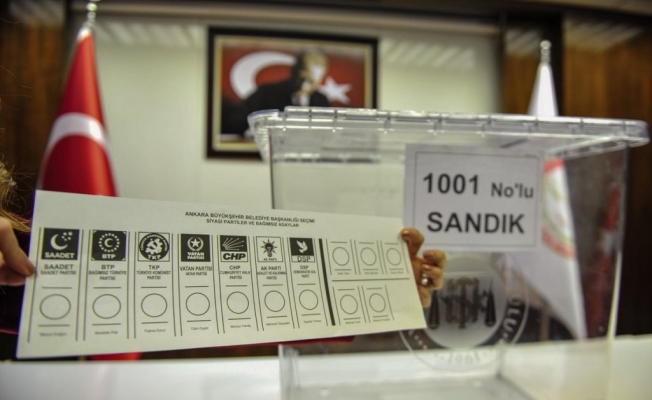 1001 No'lu
SANDIK
ANKARA BÜYÜKŞEHİR BELEDİYE BAŞKANLIĞI SEÇİMİ
SİYASİ PARTİLER VE BAĞIMSIZ ADAYLAR
SAADET BTP TKP VATAN PARTİSİ CHP AK PARTİ DSP
SAADET BTP TKP VATAN PARTİSİ CHP AK PARTİ DSP
SAADET PARTİSİ
BAĞIMSIZ TÜRKİYE PARTİSİ
TÜRKİYE KOMÜNİST PARTİSİ
VATAN PARTİSİ
CUMHURİYET HALK PARTİSİ
ADALET VE KALKINMA PARTİSİ
DEMOKRATİK SOL PARTİ